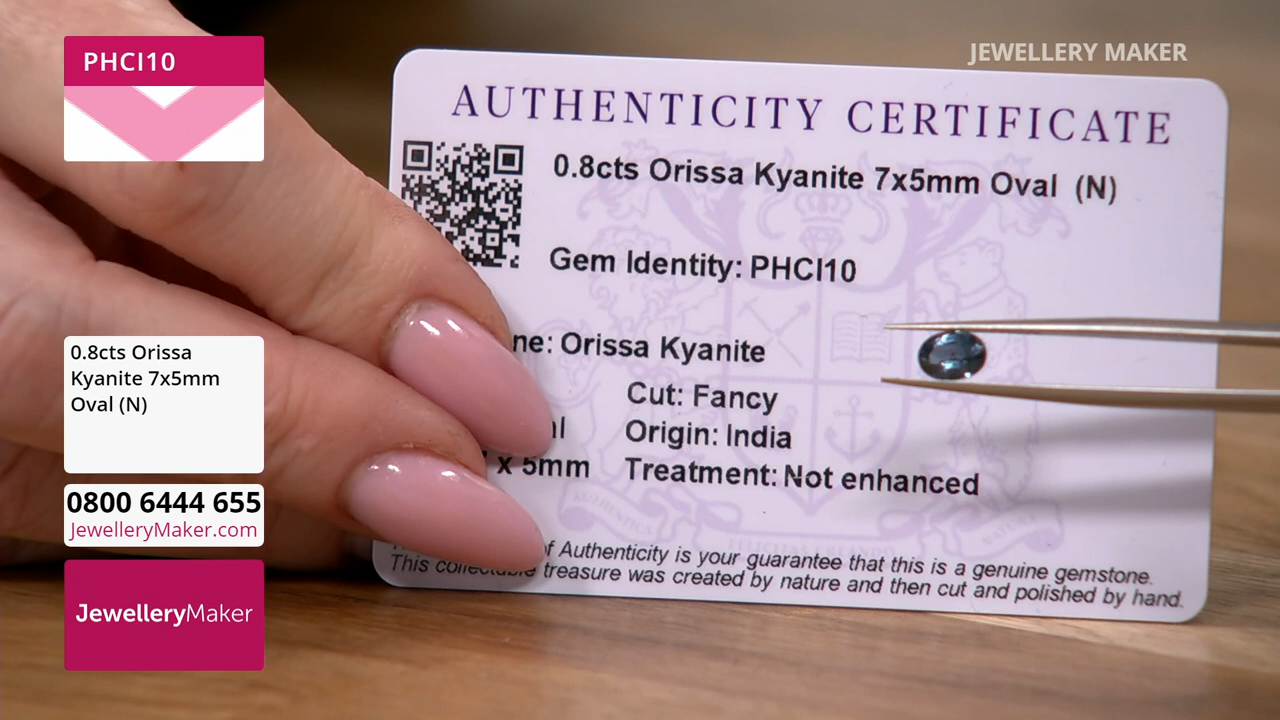 PHCI10
JEWELLERY MAKER
AUTHENTICITY CERTIFICATE
0.8cts Orissa Kyanite 7x5mm Oval (N)
Gem Identity: PHCI10
ne: Orissa Kyanite
Cut: Fancy
Origin: India
x 5mm Treatment: Not enhanced
of Authenticity is your guarantee that this is a genuine gemstone.
This collectable treasure was created by nature and then cut and polished by hand.
0.8cts Orissa
Kyanite 7x5mm
Oval (N)
0800 6444 655
JewelleryMaker.com
JewelleryMaker